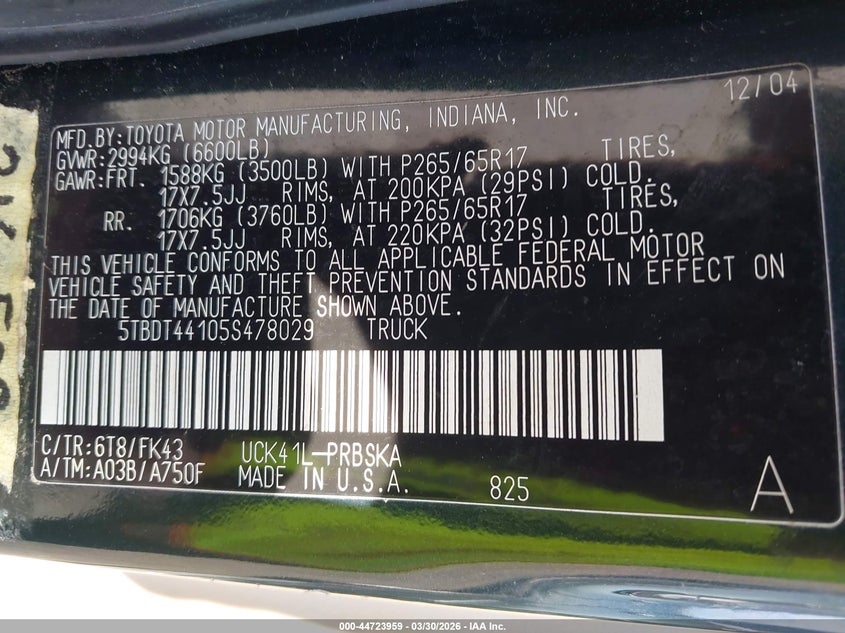 12/04
MFD.BY:TOYOTA MOTOR MANUFACTURING, INDIANA, INC.
GVWR:2994KG (6600LB)
GAWR:FRT. 1588KG (3500LB) WITH P265/65R17 TIRES,
17X7.5JJ RIMS, AT 200KPA (29PSI) COLD.
RR. 1706KG (3760LB) WITH P265/65R17 TIRES,
17X7.5JJ RIMS, AT 220KPA (32PSI) COLD.
THIS VEHICLE CONFORMS TO ALL APPLICABLE FEDERAL MOTOR
VEHICLE SAFETY AND THEFT PREVENTION STANDARDS IN EFFECT ON
THE DATE OF MANUFACTURE SHOWN ABOVE.
5TBDT44105S478029 TRUCK
C/TR:6T8/FK43 UCK41L-PRBSKA
A/TM:A03B/A750F MADE IN U.S.A. 825 A
000-44723959 - 03/30/2026 - IAA Inc.